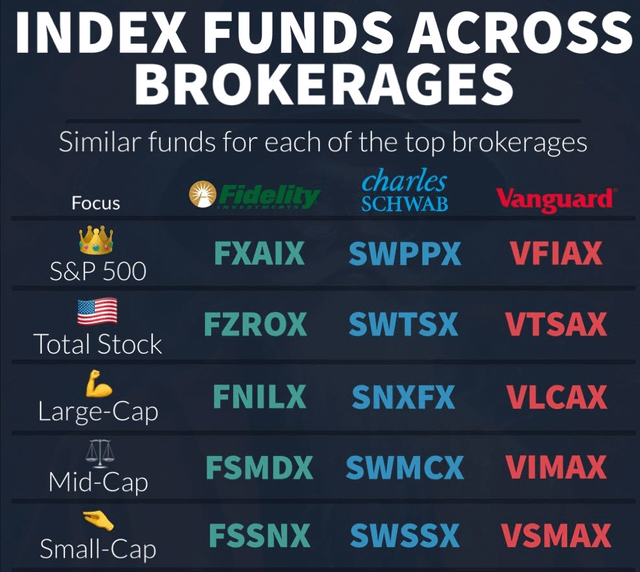 INDEX FUNDS ACROSS
BROKERAGES
Similar funds for each of the top brokerages
Focus Fidelity INVESTMENTS charles SCHWAB Vanguard
S&P 500 FXAIX SWPPX VFIAX
Total Stock FZROX SWTSX VTSAX
Large-Cap FNILX SNXFX VLCAX
Mid-Cap FSMDX SWMCX VIMAX
Small-Cap FSSNX SWSSX VSMAX